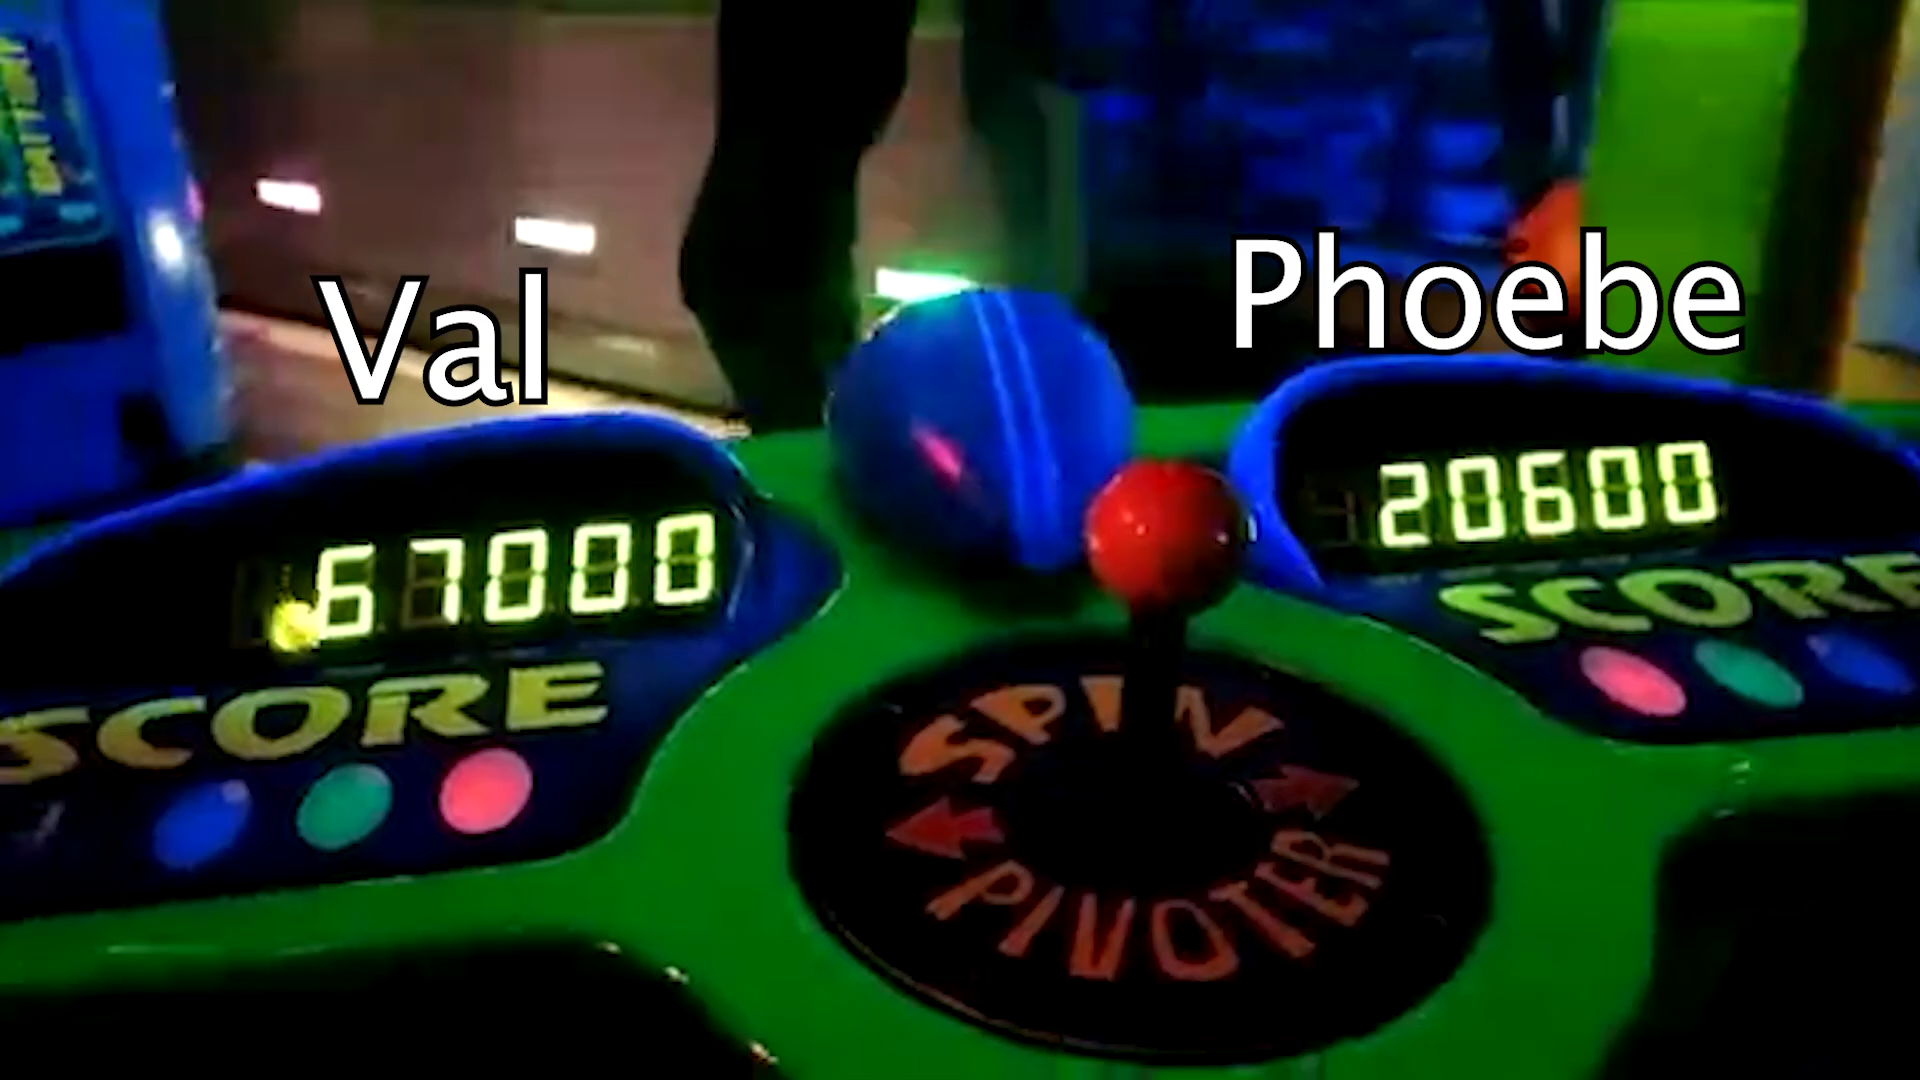 Val
Phoebe
67000
20600
SCORE
SCORE
SPIN
PIVOTER